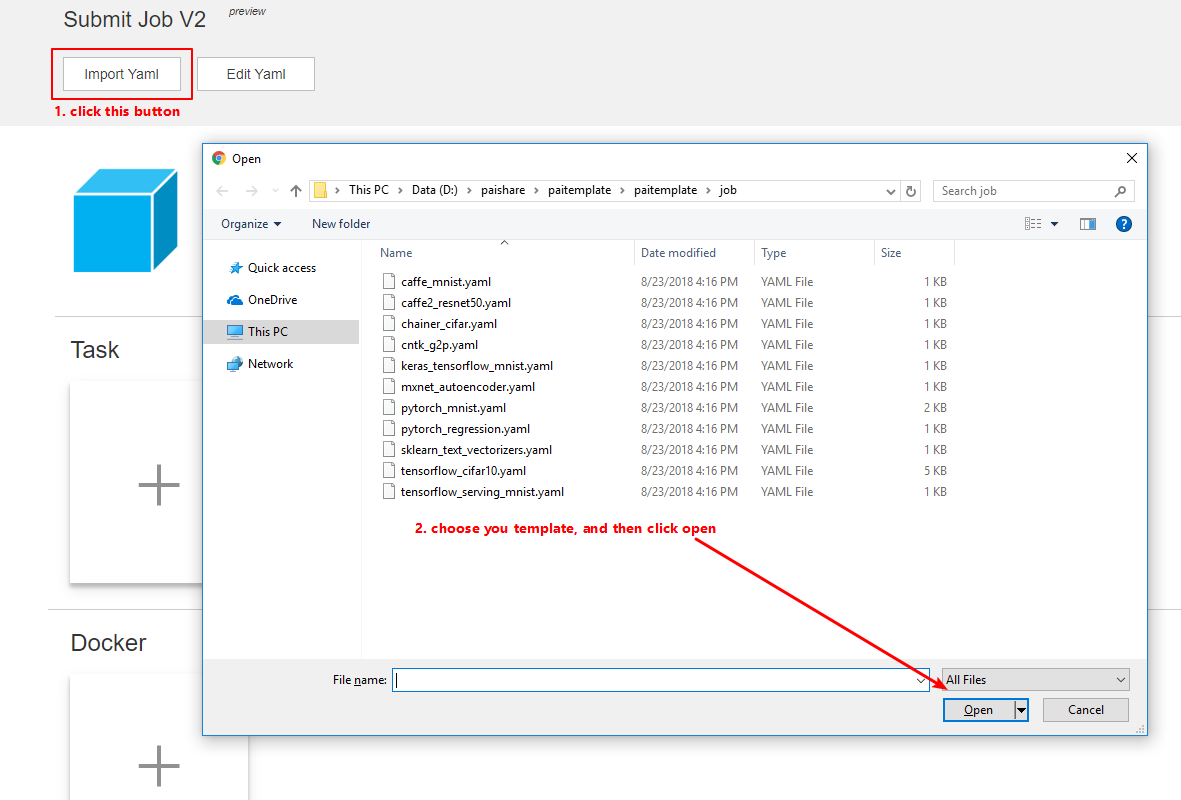 Submit Job V2 preview
Import Yaml Edit Yaml
1. click this button
Open
This PC Data (D:) paishare paitemplate paitemplate job Search job
Organize New folder
Name Date modified Type Size
Quick access
OneDrive
This PC
Network
caffe_mnist.yaml 8/23/2018 4:16 PM YAML File 1 KB
caffe2_resnet50.yaml 8/23/2018 4:16 PM YAML File 1 KB
chainer_cifar.yaml 8/23/2018 4:16 PM YAML File 1 KB
cntk_g2p.yaml 8/23/2018 4:16 PM YAML File 1 KB
keras_tensorflow_mnist.yaml 8/23/2018 4:16 PM YAML File 1 KB
mxnet_autoencoder.yaml 8/23/2018 4:16 PM YAML File 1 KB
pytorch_mnist.yaml 8/23/2018 4:16 PM YAML File 2 KB
pytorch_regression.yaml 8/23/2018 4:16 PM YAML File 1 KB
sklearn_text_vectorizers.yaml 8/23/2018 4:16 PM YAML File 1 KB
tensorflow_cifar10.yaml 8/23/2018 4:16 PM YAML File 5 KB
tensorflow_serving_mnist.yaml 8/23/2018 4:16 PM YAML File 1 KB
2. choose you template, and then click open
Task
Docker
File name: All Files
Open Cancel